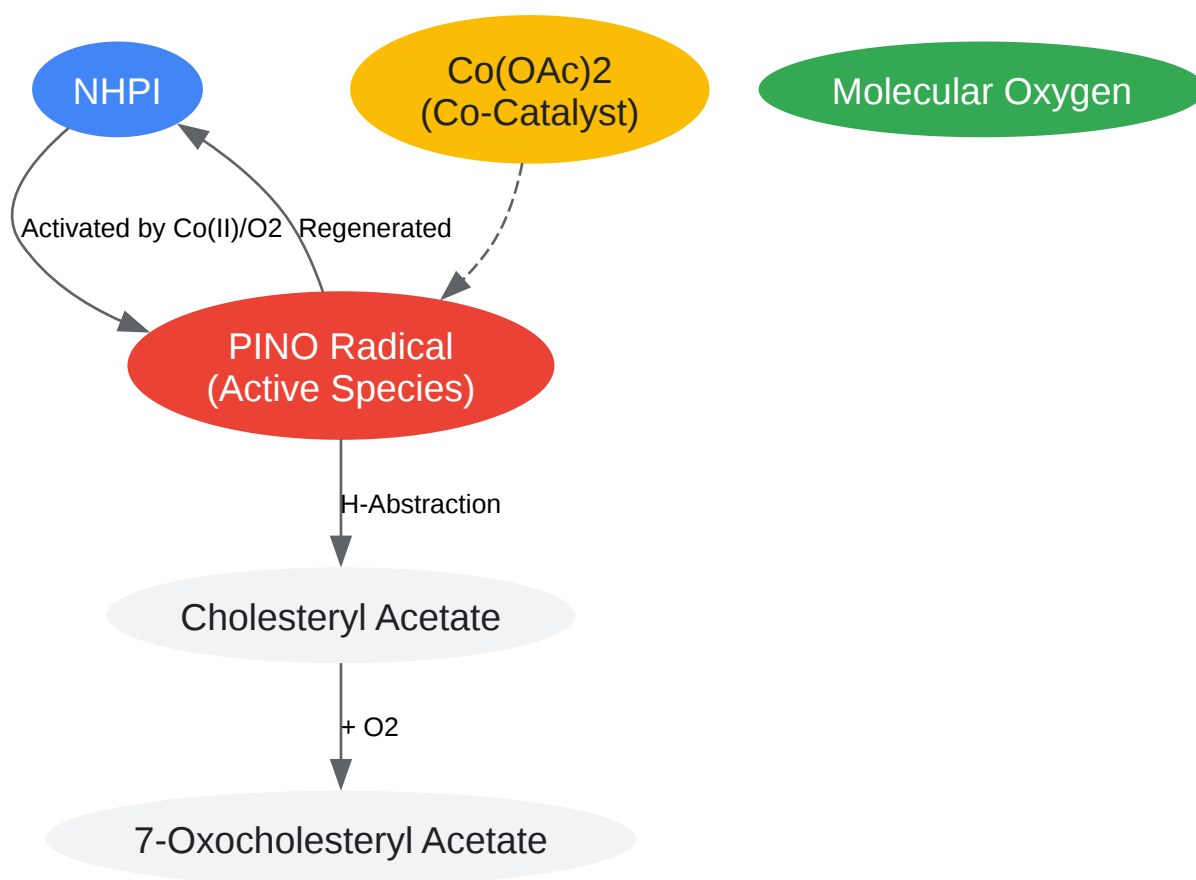 NHPI
Co(OAc)2
(Co-Catalyst)
Molecular Oxygen
Activated by Co(II)/O2
Regenerated
PINO Radical
(Active Species)
H-Abstraction
Cholesteryl Acetate
+ O2
7-Oxocholesteryl Acetate